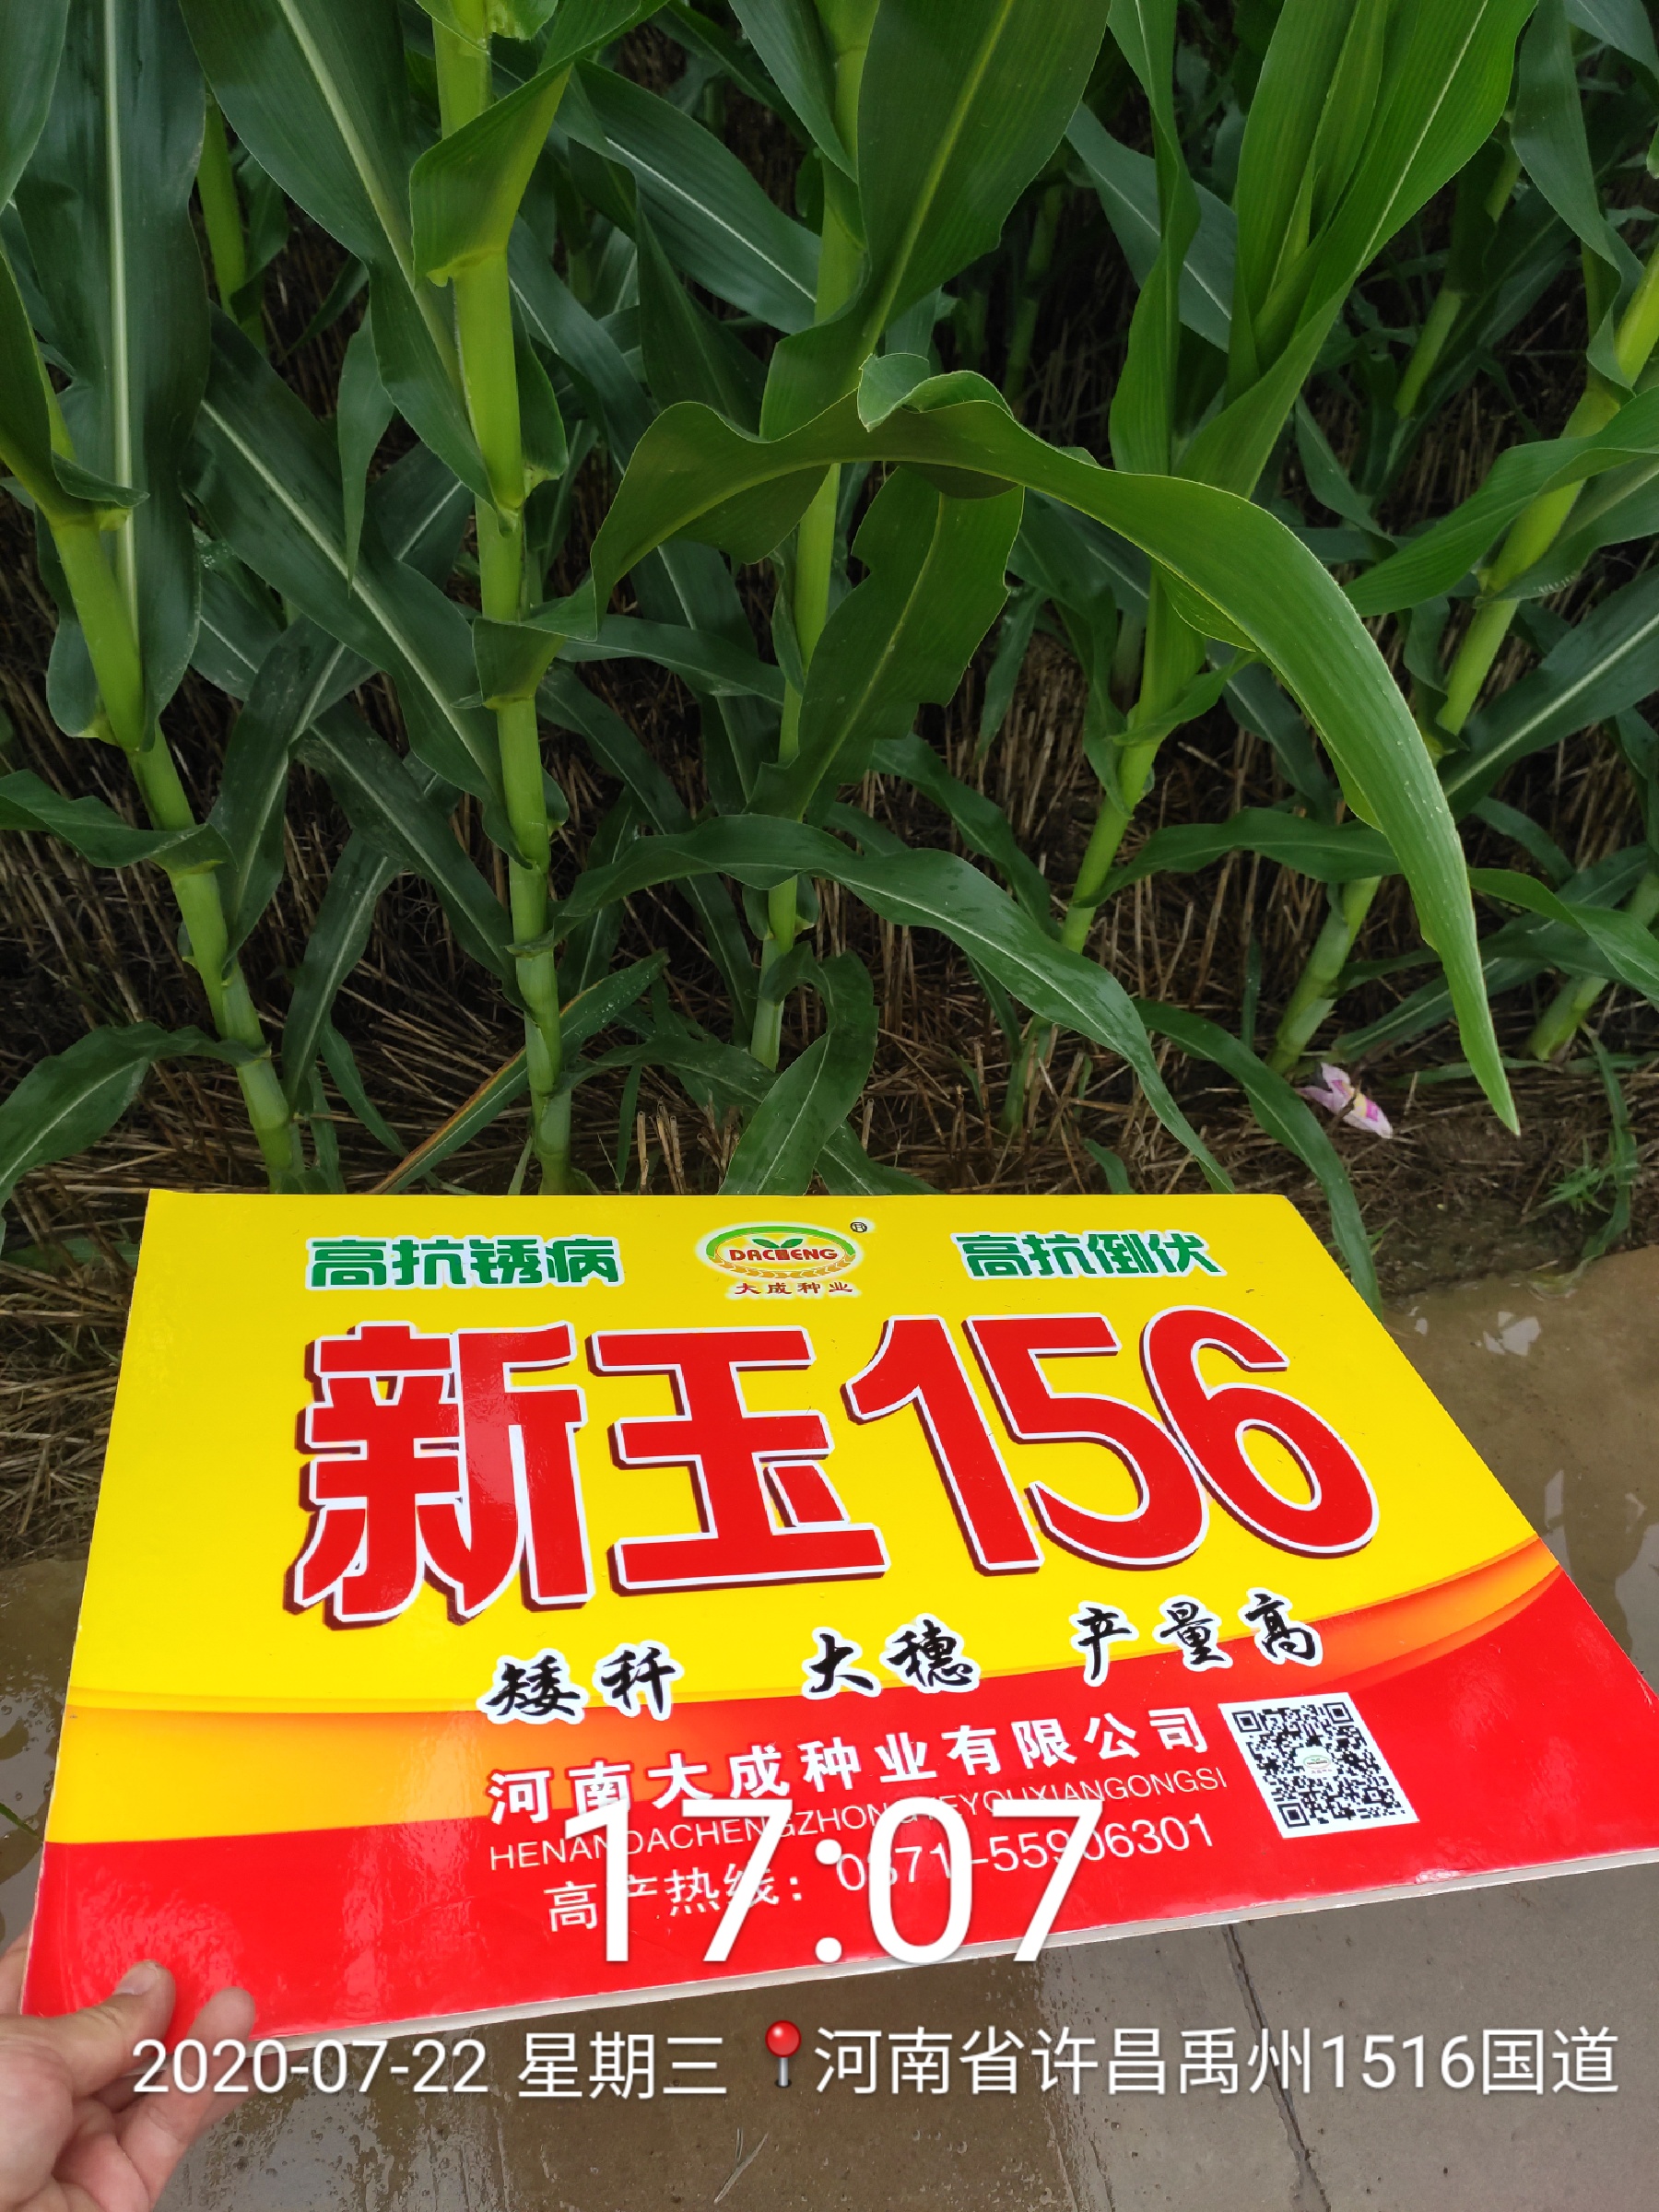 高抗锈病
DACHENG
®
大成种业
高抗倒伏
新玉156
矮秆 大穗 产量高
河南大成种业有限公司
HENANDACHENGZHONGYEYOUXIANGONGSI
高产热线：0371-55906301
17:07
2020-07-22 星期三 河南省许昌禹州1516国道